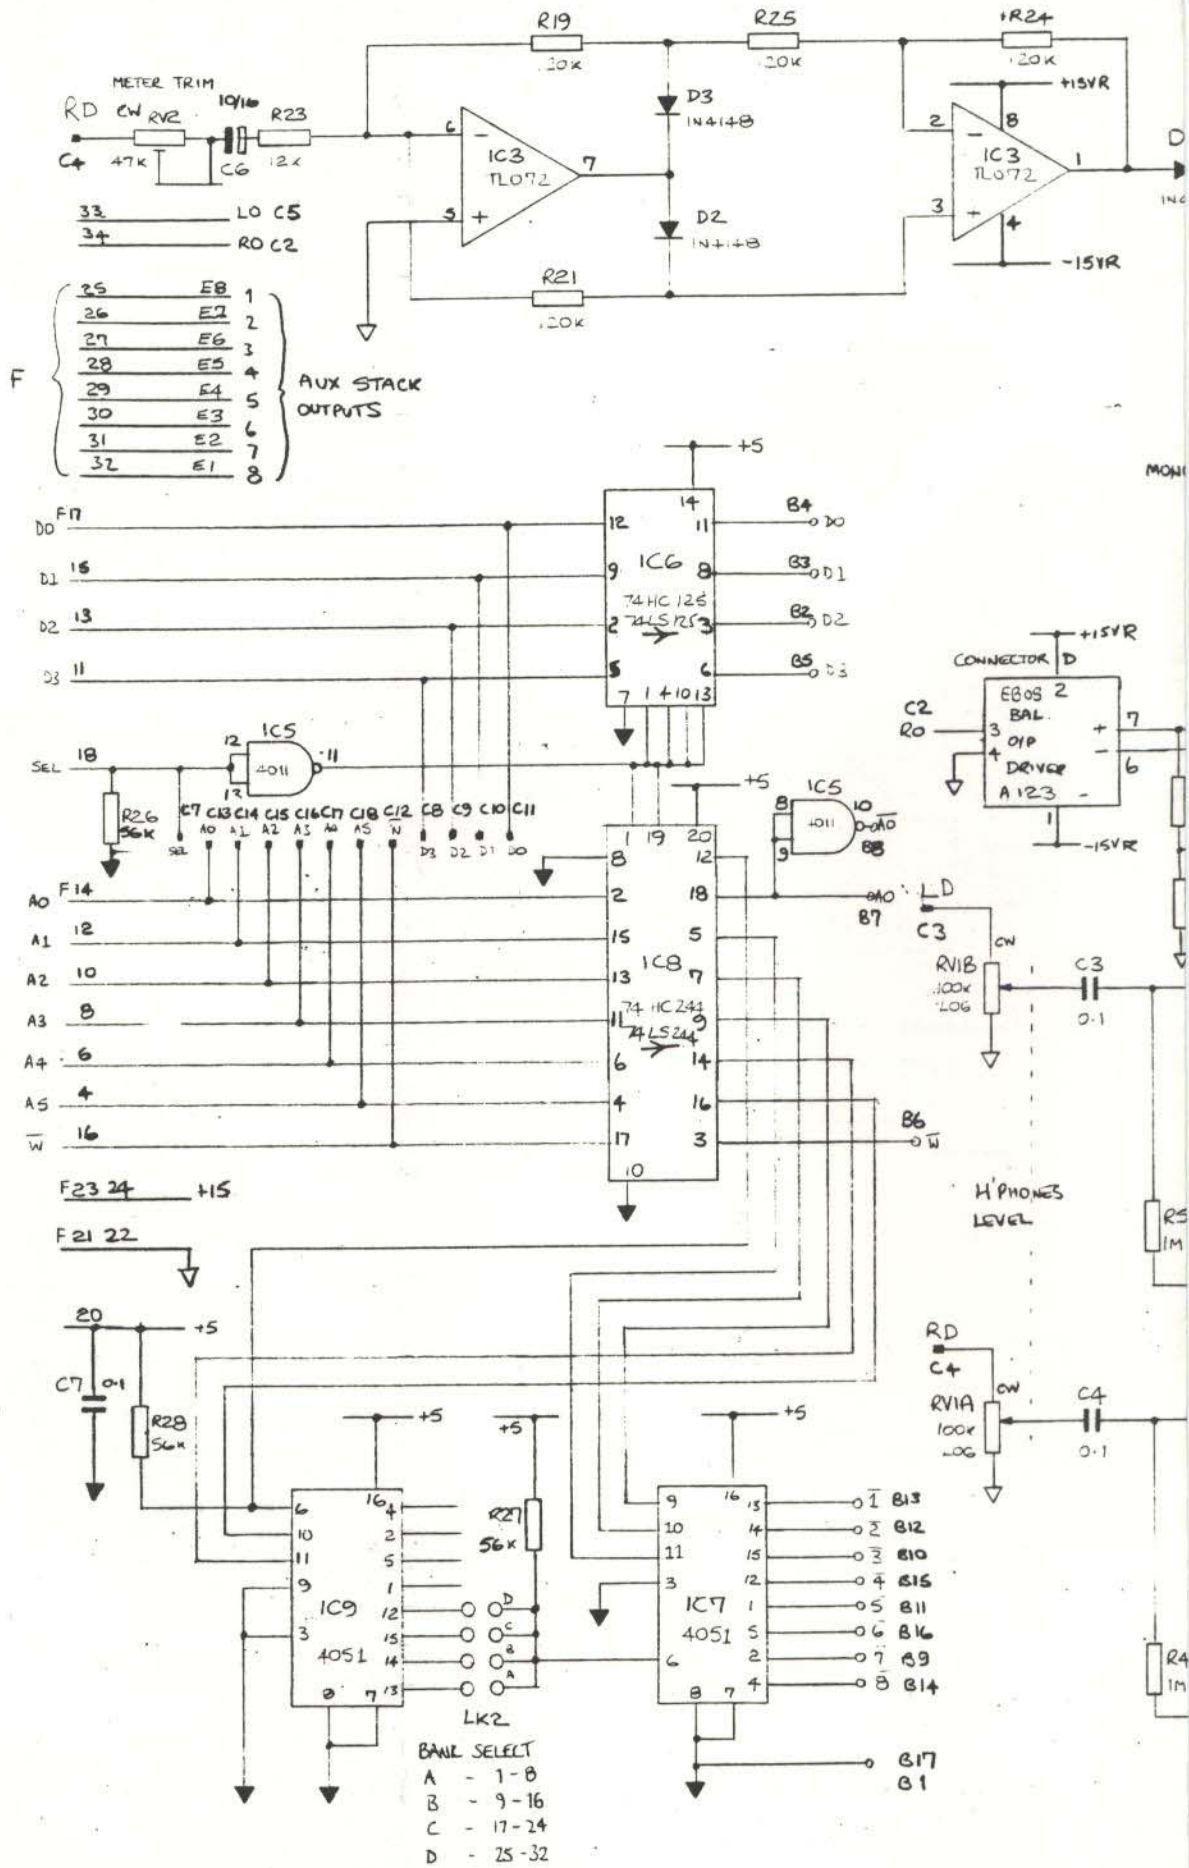 R19
20K
R25
20K
R24
20K
METER TRIM
RD CW RV2
C4 47K
10/16
C6
R23
12K
D3
1N4148
6
5
IC3
TL072
7
D2
1N4148
R21
20K
+15VR
8
2
3
IC3
TL072
1
4
-15VR
D
33 LO C5
34 RO C2
F
25 E8 1
26 E7 2
27 E6 3
28 E5 4
29 E4 5
30 E3 6
31 E2 7
32 E1 8
AUX STACK
OUTPUTS
+5
14
D0 F17 12 11 B4 D0
IC6
D1 15 9 8 B3 D1
74HC125
74LS125
D2 13 2 3 B2 D2
D3 11 5 6 B5 D3
7 1 4 10 13
CONNECTOR D
+15VR
EB08 2
BAL.
O/P
DRIVER
A123
C2
RO 3
4
+ 7
- 6
1
-15VR
SEL 18
R26
56K
IC5
12
13
4011
11
C7 C13 C14 C15 C16 C17 C18 C12 C8 C9 C10 C11
SEL A0 A1 A2 A3 A4 A5 W̅ D3 D2 D1 D0
+5
1 19 20
IC5
8
9
4011
10
A̅0̅
B8
8 12
A0 F14 2 18 A0
B7
A1 12 15 5
IC8
A2 10 13 7
74HC244
74LS244
A3 8 11 9
A4 6 6 14
A5 4 4 16
W̅ 16 17 3 B6 W̅
10
LD
C3
CW
RV1B
100K
LOG
C3
0.1
H'PHONES
LEVEL
R5
1M
F23 24 +15
F21 22
20 +5
C7 0.1
R28
56K
RD
C4
CW
RV1A
100K
LOG
C4
0.1
R4
1M
+5
16
6 4
10 2
11 5
9 1
IC9
4051
3
12
15
14
13
8 7
+5
R27
56K
D
C
B
A
LK2
+5
16
9
10
11
3
IC7
4051
6
8 7
13 1̅ B13
14 2̅ B12
15 3̅ B10
12 4̅ B15
1 5̅ B11
5 6̅ B16
2 7̅ B9
4 8̅ B14
B17
B1
BANK SELECT
A - 1-8
B - 9-16
C - 17-24
D - 25-32